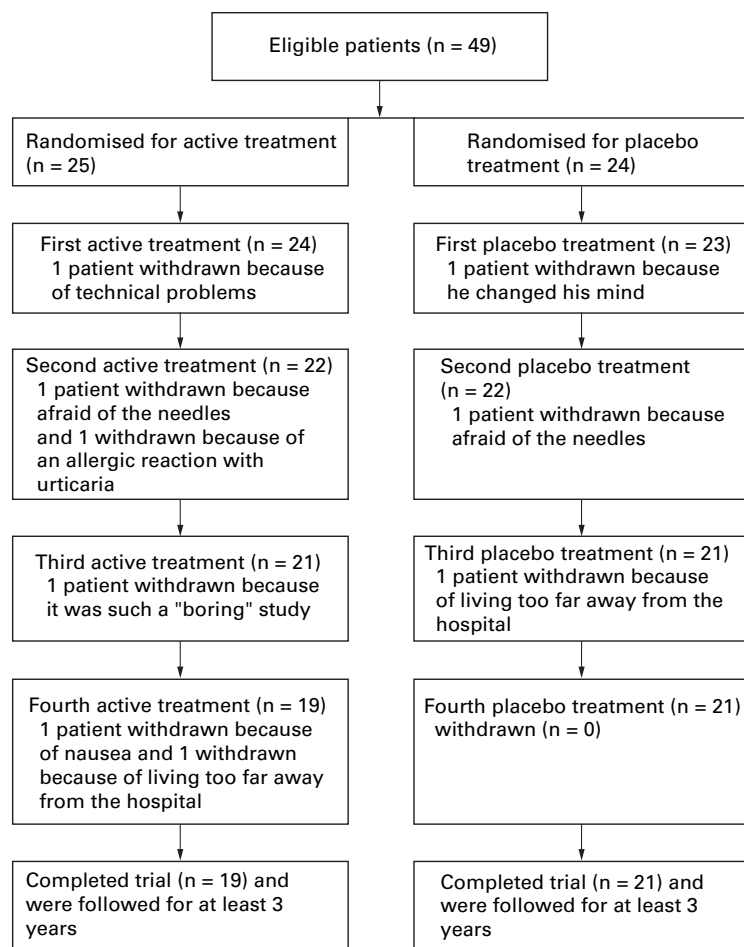 Eligible patients (n = 49)
Randomised for active treatment
(n = 25)
Randomised for placebo
treatment (n = 24)
First active treatment (n = 24)
1 patient withdrawn because
of technical problems
First placebo treatment (n = 23)
1 patient withdrawn because
he changed his mind
Second active treatment (n = 22)
1 patient withdrawn because
afraid of the needles
and 1 withdrawn because of
an allergic reaction with
urticaria
Second placebo treatment
(n = 22)
1 patient withdrawn because
afraid of the needles
Third active treatment (n = 21)
1 patient withdrawn because
it was such a "boring" study
Third placebo treatment (n = 21)
1 patient withdrawn because
of living too far away from the
hospital
Fourth active treatment (n = 19)
1 patient withdrawn because
of nausea and 1 withdrawn
because of living too far away
from the hospital
Fourth placebo treatment (n = 21)
withdrawn (n = 0)
Completed trial (n = 19) and
were followed for at least 3
years
Completed trial (n = 21) and
were followed for at least 3
years